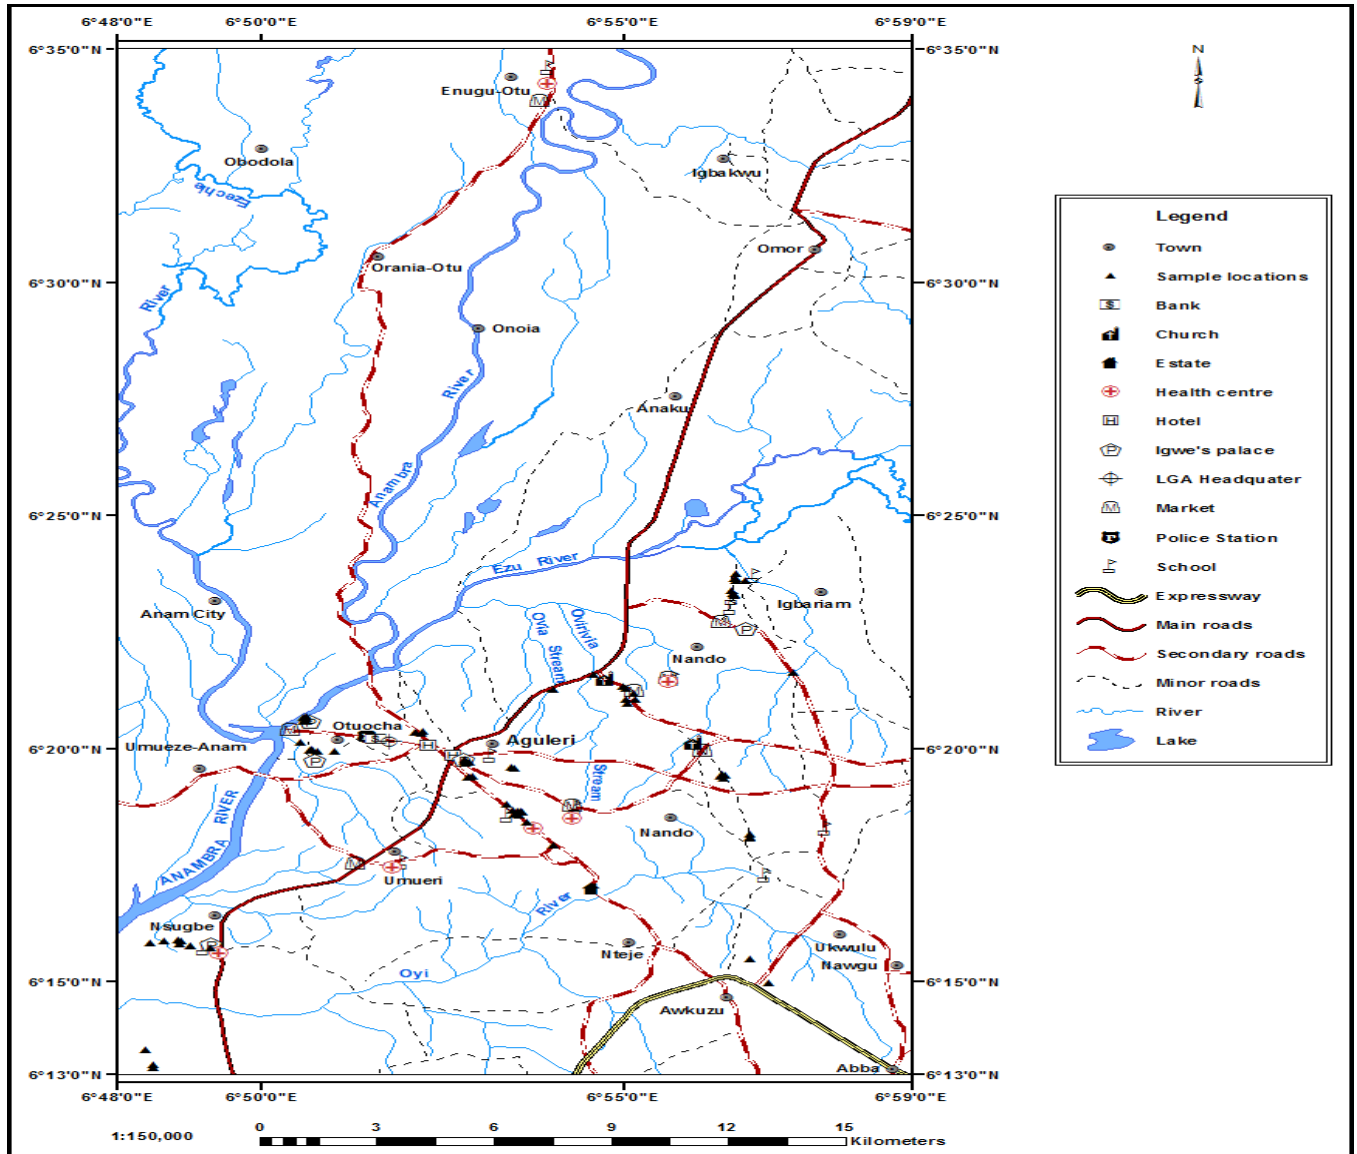 6°48'0"E 6°50'0"E 6°55'0"E 6°59'0"E
6°35'0"N 6°35'0"N
N
Enugu-Otu
Obodola
Igbakwu
Ezechie
Legend
Town
Omor
Orania-Otu
Sample locations
6°30'0"N 6°30'0"N
River
Bank
Onoia
Church
Estate
River
Health centre
Anaku
Hotel
Igwe's palace
Anambra
LGA Headquater
Market
6°25'0"N 6°25'0"N
Police Station
Ezu River
School
Expressway
Igbariam
Anam City
Ovia Stream
Ovirivia
Main roads
Nando
Secondary roads
Minor roads
River
Otuocha
Lake
Umueze-Anam
Aguleri
6°20'0"N 6°20'0"N
Stream
ANAMBRA RIVER
Nando
Umueri
River
Nsugbe
Nteje
Ukwulu
Nawgu
Oyi
6°15'0"N 6°15'0"N
Awkuzu
Abba
6°13'0"N 6°13'0"N
6°48'0"E 6°50'0"E 6°55'0"E 6°59'0"E
1:150,000
0 3 6 9 12 15
Kilometers